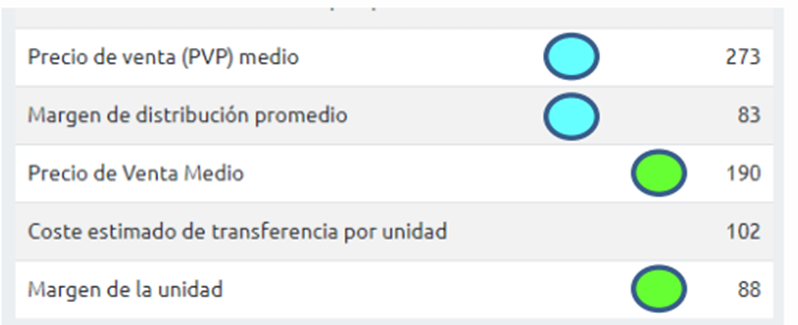 Precio de venta (PVP) medio 273
Margen de distribución promedio 83
Precio de Venta Medio 190
Coste estimado de transferencia por unidad 102
Margen de la unidad 88